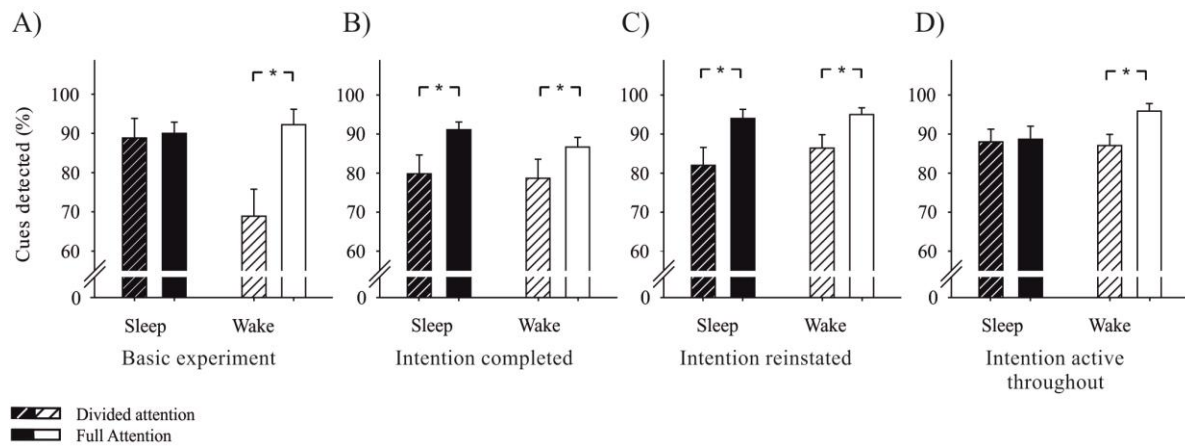 A)
B)
C)
D)
Cues detected (%)
100
90
80
70
60
0
*
Sleep Wake
Basic experiment
100
90
80
70
60
0
* *
Sleep Wake
Intention completed
100
90
80
70
60
0
* *
Sleep Wake
Intention reinstated
100
90
80
70
60
0
*
Sleep Wake
Intention active
throughout
Divided attention
Full Attention